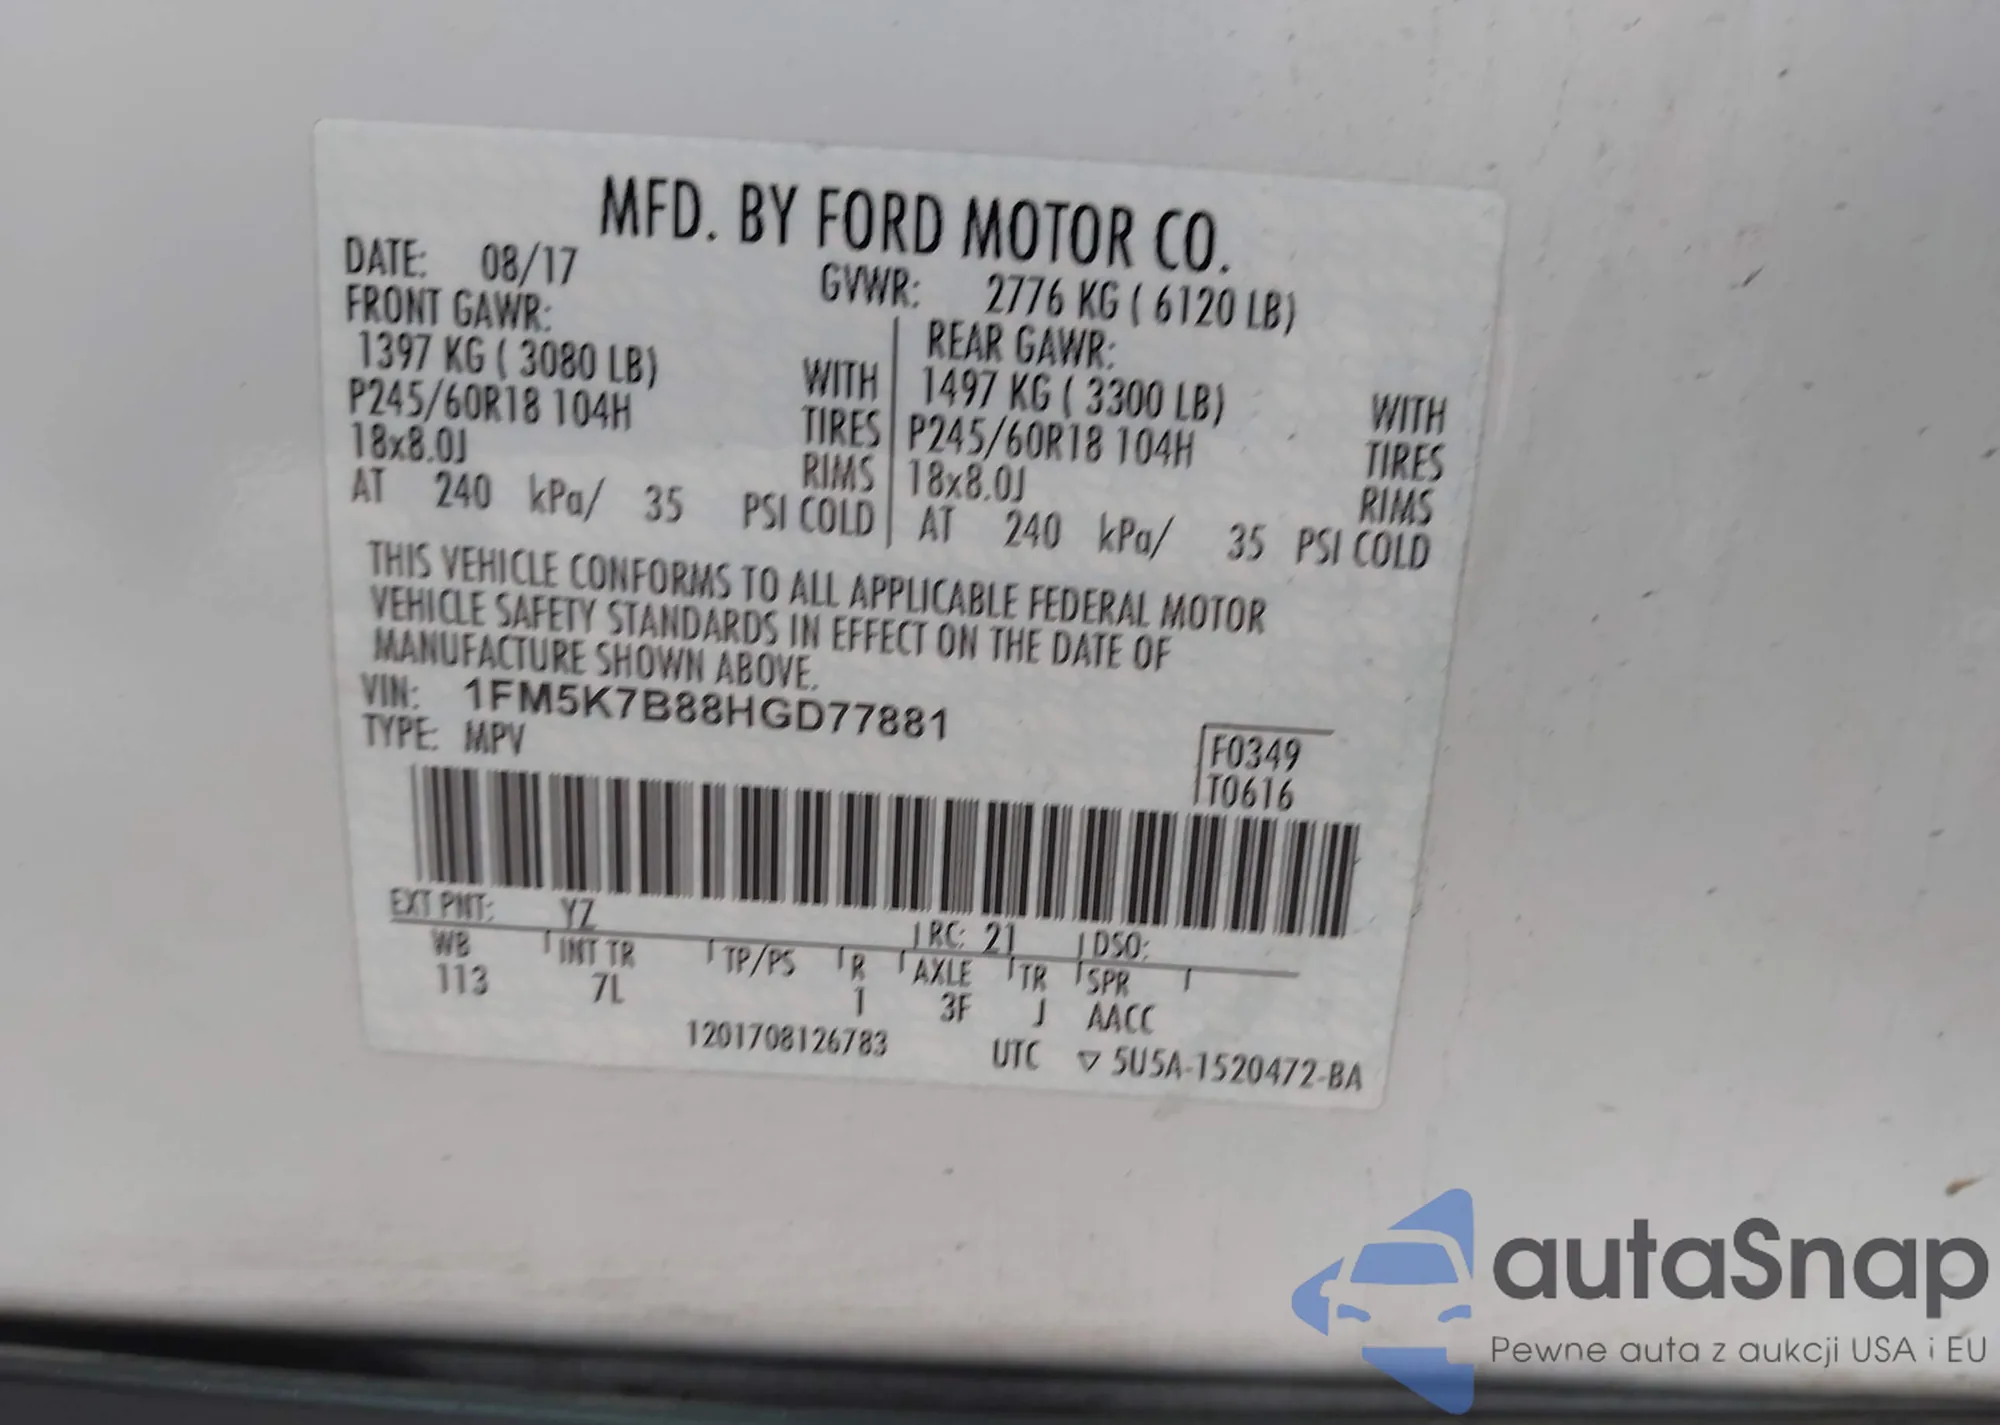 MFD. BY FORD MOTOR CO.
DATE: 08/17 GVWR: 2776 KG ( 6120 LB)
FRONT GAWR: REAR GAWR:
1397 KG ( 3080 LB) WITH 1497 KG ( 3300 LB) WITH
P245/60R18 104H TIRES P245/60R18 104H TIRES
18x8.0J RIMS 18x8.0J RIMS
AT 240 kPa/ 35 PSI COLD AT 240 kPa/ 35 PSI COLD
THIS VEHICLE CONFORMS TO ALL APPLICABLE FEDERAL MOTOR
VEHICLE SAFETY STANDARDS IN EFFECT ON THE DATE OF
MANUFACTURE SHOWN ABOVE.
VIN: 1FM5K7B88HGD77881
TYPE: MPV
F0349
T0616
EXT PNT: YZ RC: 21 DSO:
WB INT TR TP/PS R AXLE TR SPR
113 7L 1 3F J AACC
1201708126783 UTC ▽ 5U5A-1520472-BA
autaSnap
Pewne auta z aukcji USA i EU